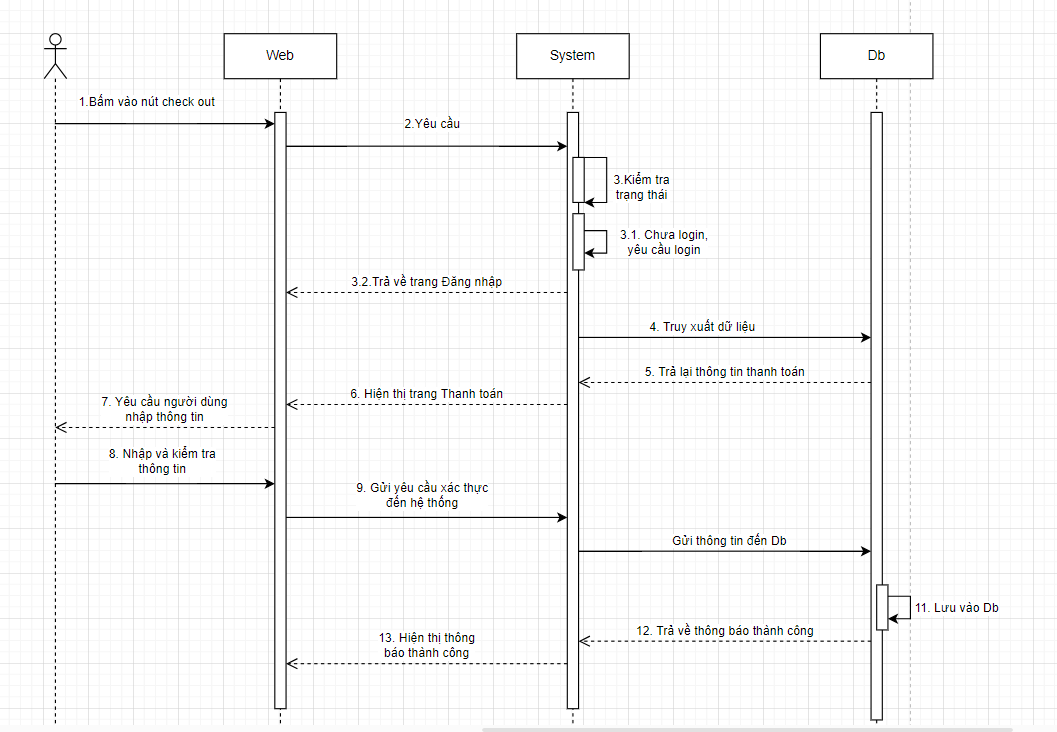 Web
System
Db
1.Bấm vào nút check out
2.Yêu cầu
3.Kiểm tra
trạng thái
3.1. Chưa login,
yêu cầu login
3.2.Trả về trang Đăng nhập
4. Truy xuất dữ liệu
5. Trả lại thông tin thanh toán
6. Hiện thị trang Thanh toán
7. Yêu cầu người dùng
nhập thông tin
8. Nhập và kiểm tra
thông tin
9. Gửi yêu cầu xác thực
đến hệ thống
Gửi thông tin đến Db
11. Lưu vào Db
12. Trả về thông báo thành công
13. Hiện thị thông
báo thành công